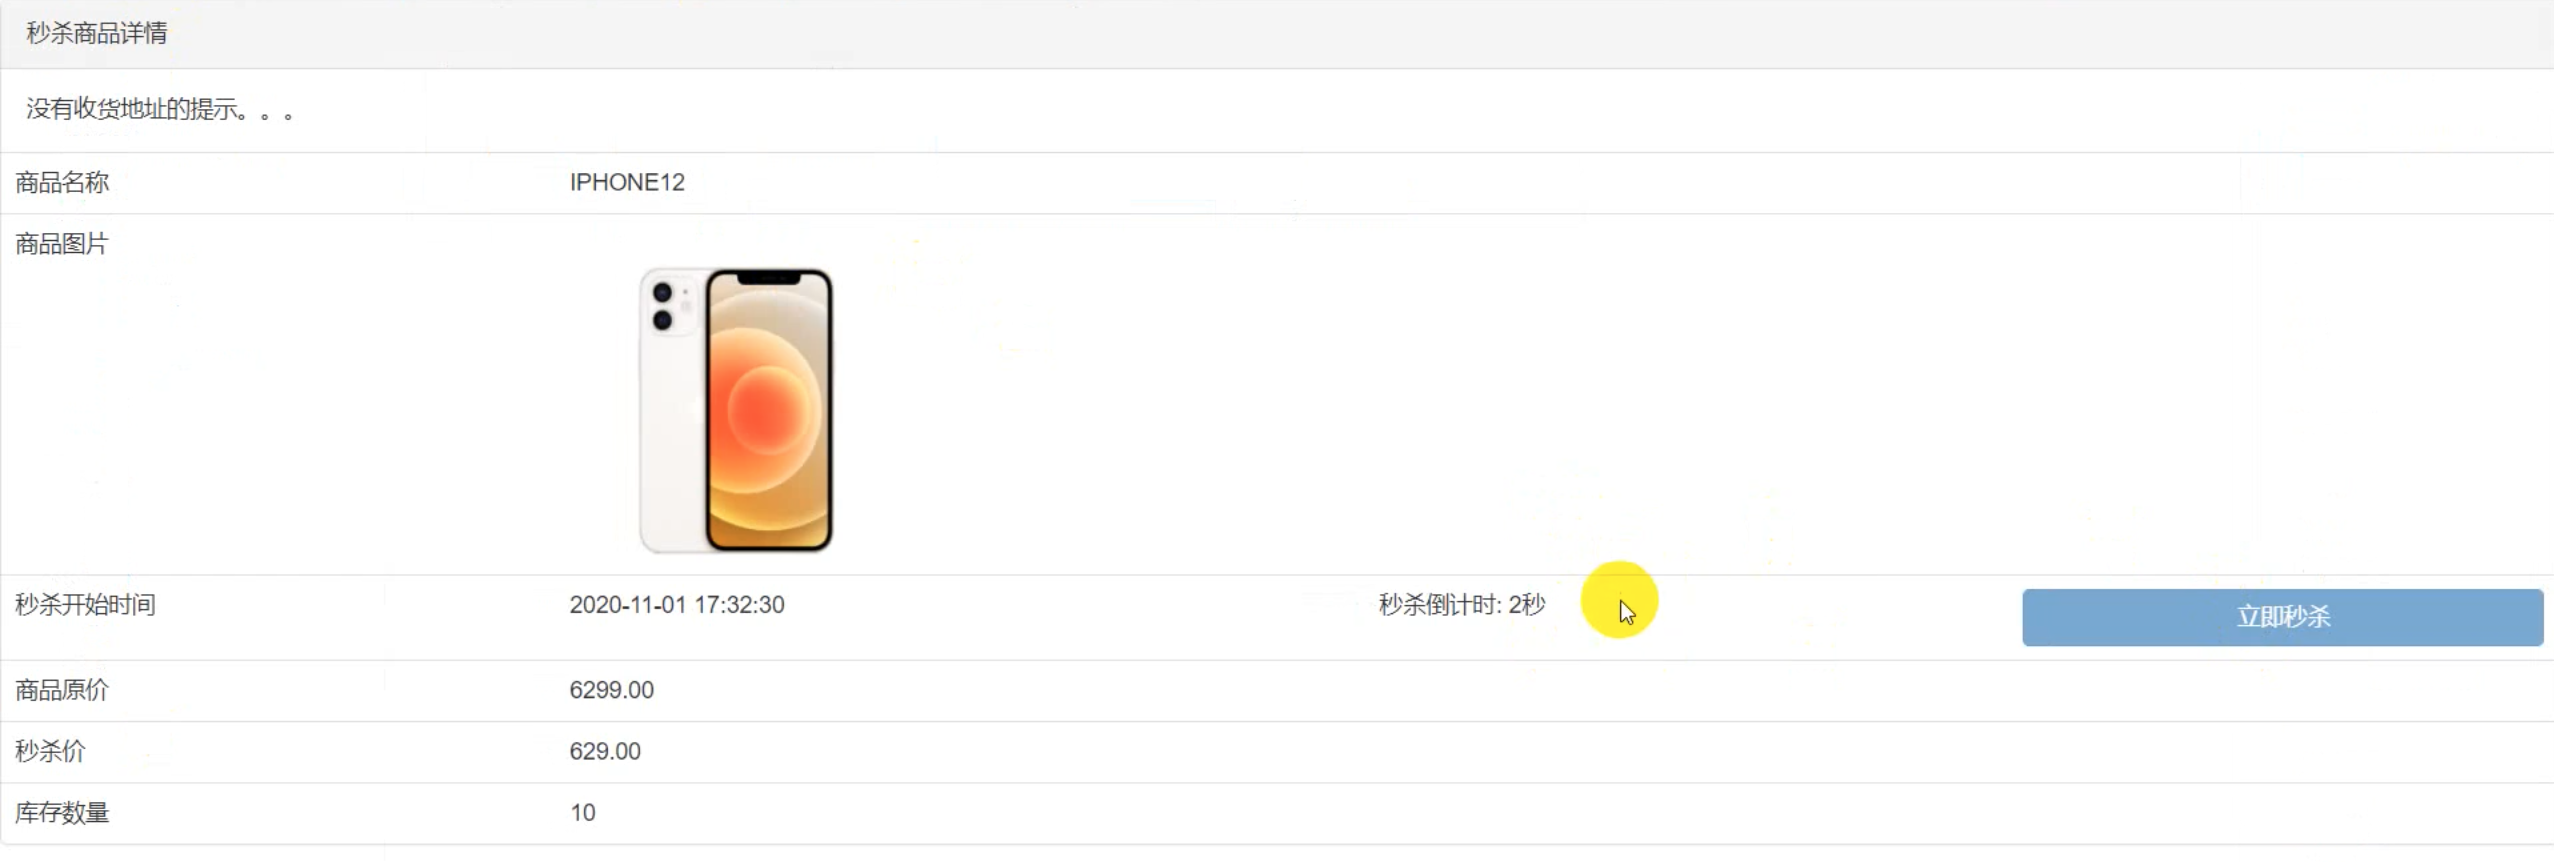 秒杀商品详情
没有收货地址的提示。。。
商品名称 IPHONE12
商品图片
秒杀开始时间 2020-11-01 17:32:30 秒杀倒计时: 2秒 立即秒杀
商品原价 6299.00
秒杀价 629.00
库存数量 10